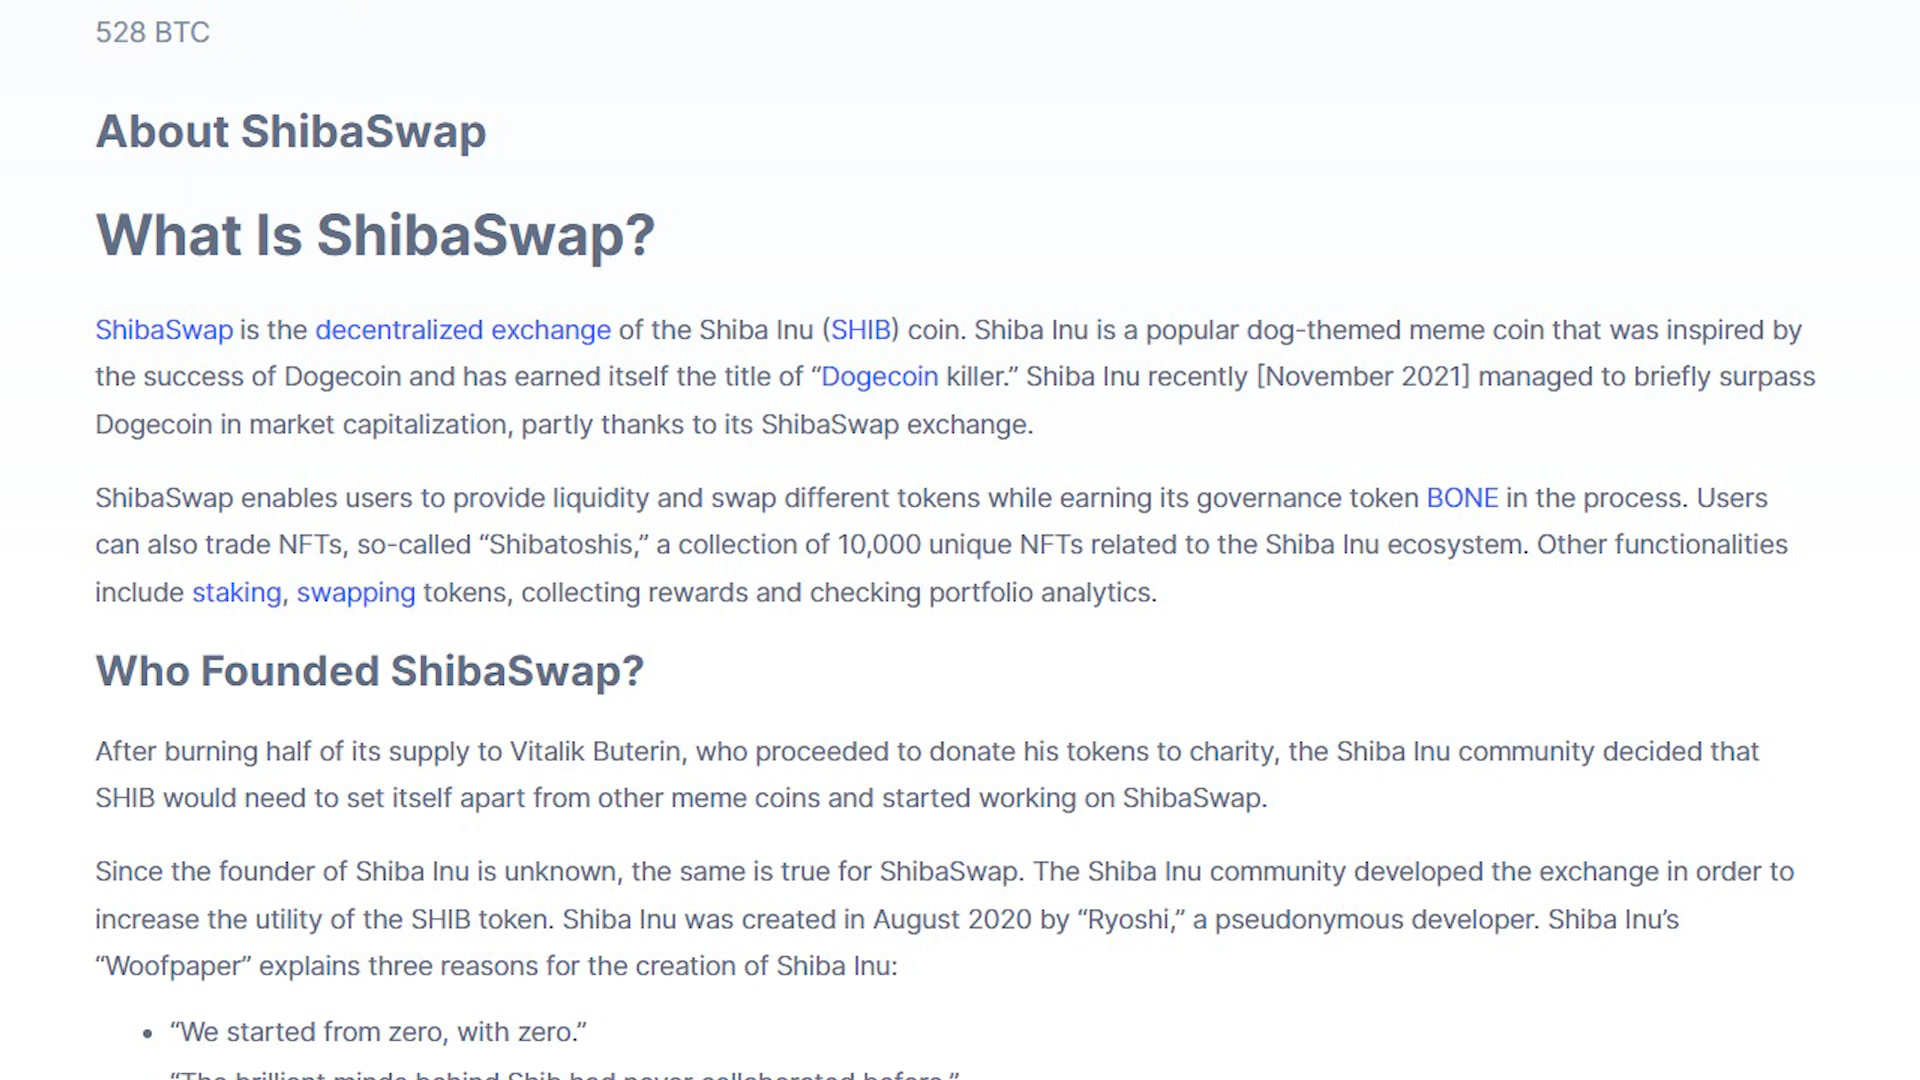 528 BTC
About ShibaSwap
What Is ShibaSwap?
ShibaSwap is the decentralized exchange of the Shiba Inu (SHIB) coin. Shiba Inu is a popular dog-themed meme coin that was inspired by
the success of Dogecoin and has earned itself the title of “Dogecoin killer.” Shiba Inu recently [November 2021] managed to briefly surpass
Dogecoin in market capitalization, partly thanks to its ShibaSwap exchange.
ShibaSwap enables users to provide liquidity and swap different tokens while earning its governance token BONE in the process. Users
can also trade NFTs, so-called “Shibatoshis,” a collection of 10,000 unique NFTs related to the Shiba Inu ecosystem. Other functionalities
include staking, swapping tokens, collecting rewards and checking portfolio analytics.
Who Founded ShibaSwap?
After burning half of its supply to Vitalik Buterin, who proceeded to donate his tokens to charity, the Shiba Inu community decided that
SHIB would need to set itself apart from other meme coins and started working on ShibaSwap.
Since the founder of Shiba Inu is unknown, the same is true for ShibaSwap. The Shiba Inu community developed the exchange in order to
increase the utility of the SHIB token. Shiba Inu was created in August 2020 by “Ryoshi,” a pseudonymous developer. Shiba Inu’s
“Woofpaper” explains three reasons for the creation of Shiba Inu:
• “We started from zero, with zero.”
“The brilliant minds behind Shib had never collaborated before.”